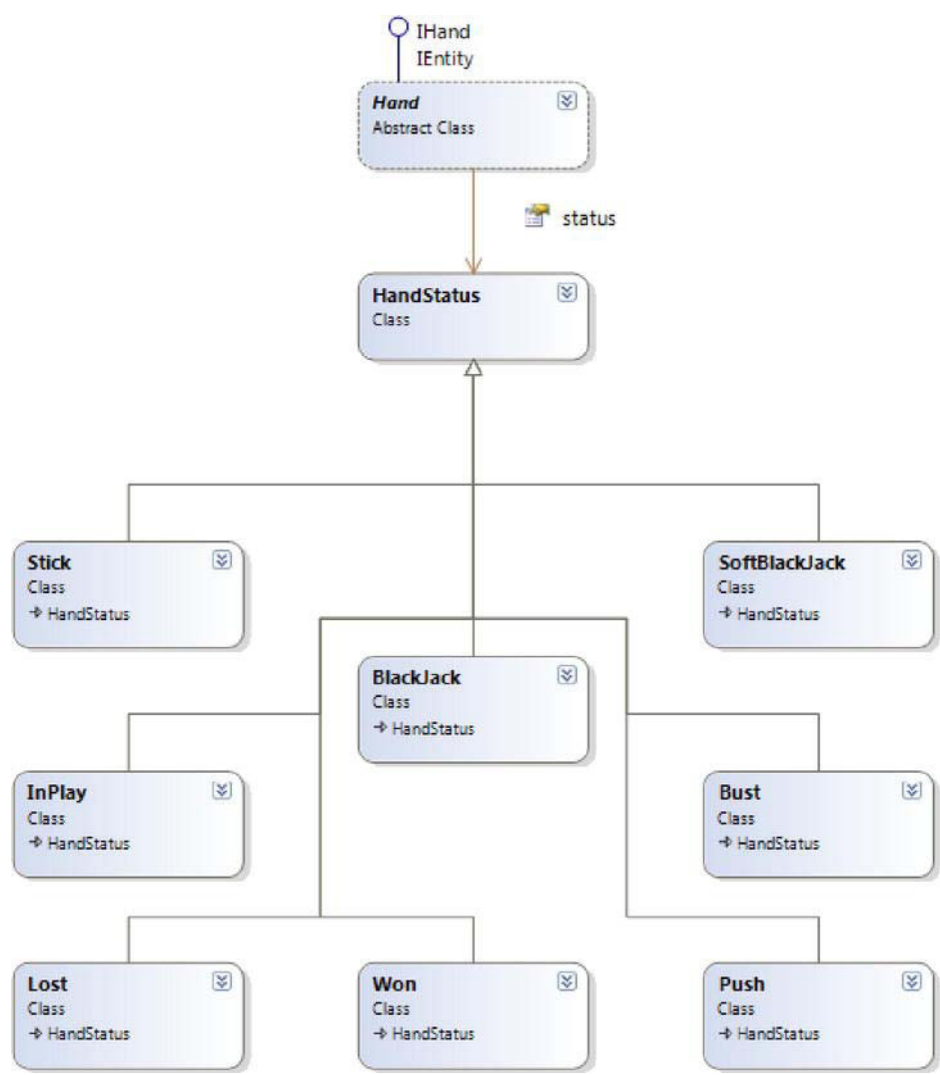 IHand
IEntity
Hand
Abstract Class
status
HandStatus
Class
Stick
Class
HandStatus
SoftBlackJack
Class
HandStatus
BlackJack
Class
HandStatus
InPlay
Class
HandStatus
Bust
Class
HandStatus
Lost
Class
HandStatus
Won
Class
HandStatus
Push
Class
HandStatus